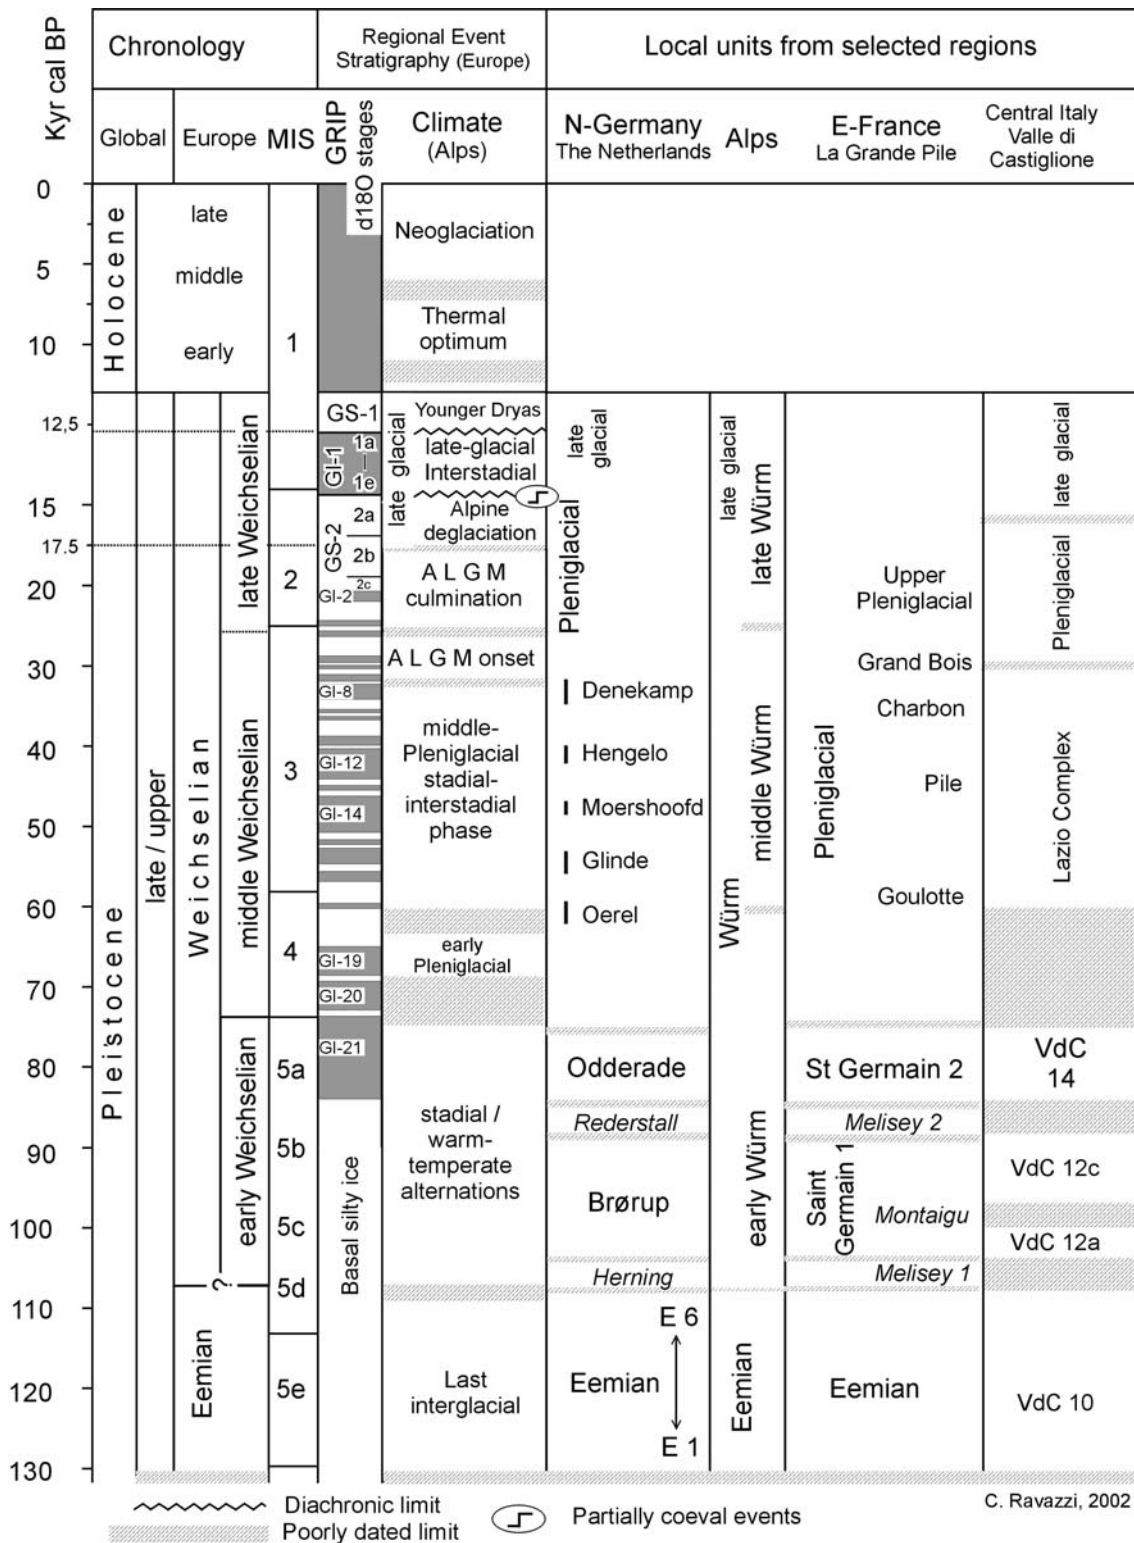 Kyr cal BP
Chronology
Regional Event
Stratigraphy (Europe)
Local units from selected regions
Global
Europe
MIS
GRIP
d18O stages
Climate
(Alps)
N-Germany
The Netherlands
Alps
E-France
La Grande Pile
Central Italy
Valle di
Castiglione
0
5
10
12,5
15
17.5
20
30
40
50
60
70
80
90
100
110
120
130
Holocene
Pleistocene
late / upper
late
middle
early
Weichselian
Eemian
late Weichselian
middle Weichselian
early Weichselian
?
1
2
3
4
5a
5b
5c
5d
5e
GS-1
GI-1
1a
1e
GS-2
2a
2b
2c
GI-2
GI-8
GI-12
GI-14
GI-19
GI-20
GI-21
Basal silty ice
Neoglaciation
Thermal
optimum
late glacial
Younger Dryas
late-glacial
Interstadial
Alpine
deglaciation
A L G M
culmination
A L G M onset
middle-
Pleniglacial
stadial-
interstadial
phase
early
Pleniglacial
stadial /
warm-
temperate
alternations
Last
interglacial
late
glacial
Pleniglacial
Denekamp
Hengelo
Moershoofd
Glinde
Oerel
Odderade
Rederstall
Brørup
Herning
Eemian
E 6
E 1
late glacial
Würm
late Würm
middle Würm
early Würm
Eemian
Pleniglacial
Upper
Pleniglacial
Grand Bois
Charbon
Pile
Goulotte
St Germain 2
Melisey 2
Saint
Germain 1
Montaigu
Melisey 1
Eemian
late glacial
Pleniglacial
Lazio Complex
VdC
14
VdC 12c
VdC 12a
VdC 10
Diachronic limit
Poorly dated limit
Partially coeval events
C. Ravazzi, 2002